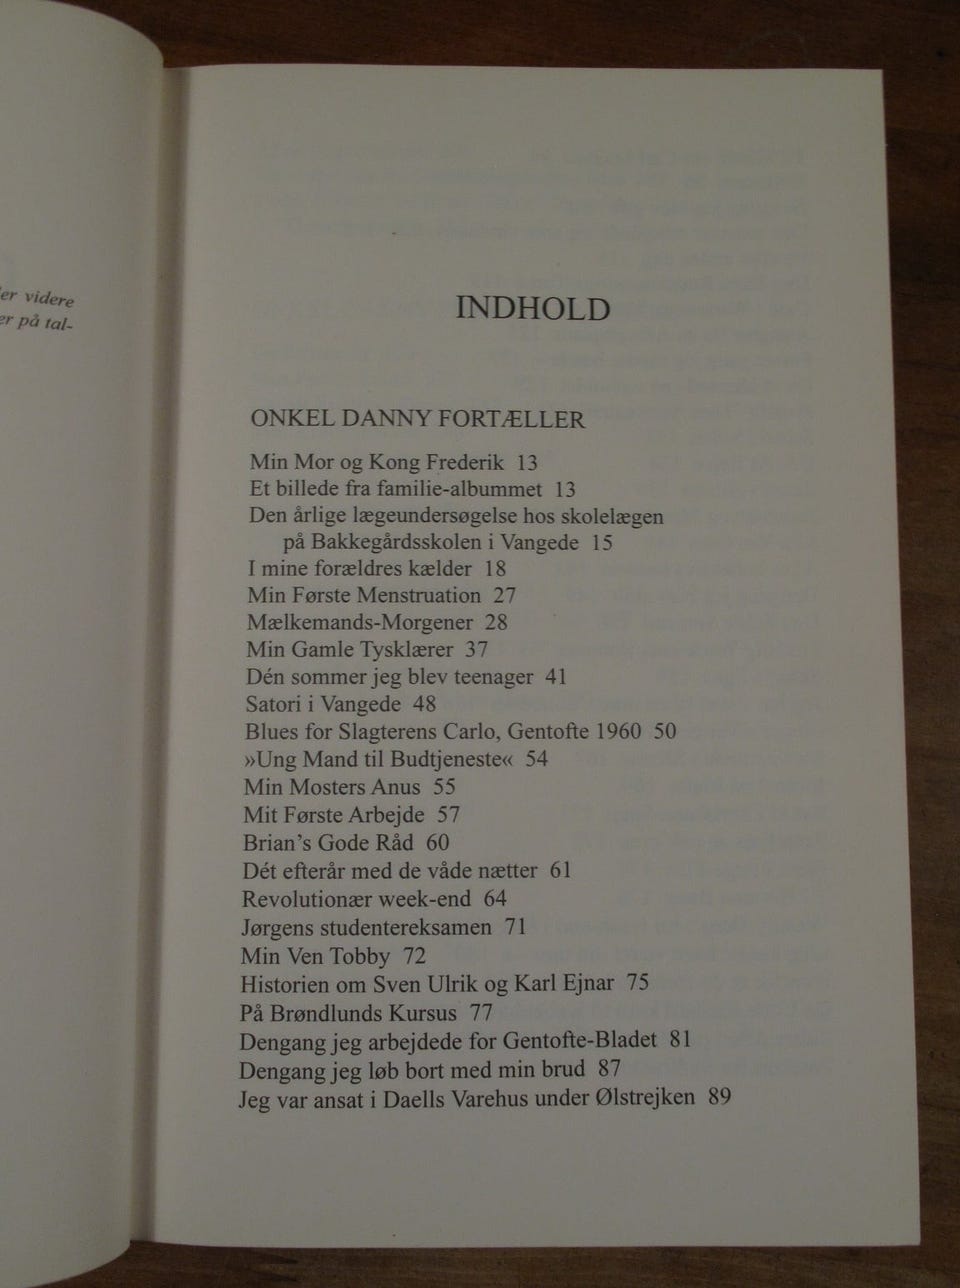 er videre
er på tal-
INDHOLD
ONKEL DANNY FORTÆLLER
Min Mor og Kong Frederik 13
Et billede fra familie-albummet 13
Den årlige lægeundersøgelse hos skolelægen
på Bakkegårdsskolen i Vangede 15
I mine forældres kælder 18
Min Første Menstruation 27
Mælkemands-Morgener 28
Min Gamle Tysklærer 37
Dén sommer jeg blev teenager 41
Satori i Vangede 48
Blues for Slagterens Carlo, Gentofte 1960 50
»Ung Mand til Budtjeneste« 54
Min Mosters Anus 55
Mit Første Arbejde 57
Brian's Gode Råd 60
Dét efterår med de våde nætter 61
Revolutionær week-end 64
Jørgens studentereksamen 71
Min Ven Tobby 72
Historien om Sven Ulrik og Karl Ejnar 75
På Brøndlunds Kursus 77
Dengang jeg arbejdede for Gentofte-Bladet 81
Dengang jeg løb bort med min brud 87
Jeg var ansat i Daells Varehus under Ølstrejken 89